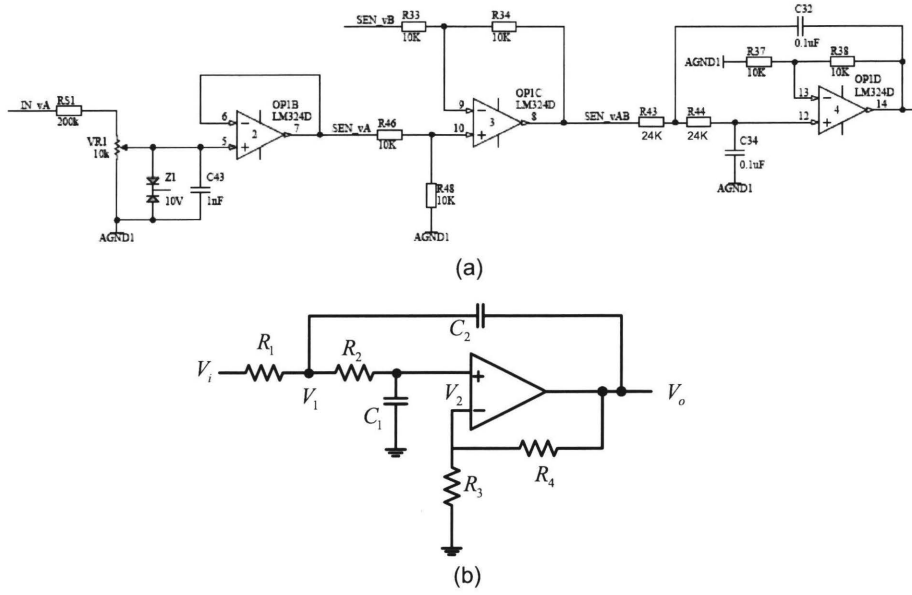 SEN_vB
R33
10K
R34
10K
C32
0.1uF
AGND1
R37
10K
R38
10K
OP1D
LM324D
13
12
4
14
IN_vA
R51
200k
VR1
10k
Z1
10V
C43
1nF
AGND1
OP1B
LM324D
6
5
2
7
SEN_vA
R46
10K
R48
10K
AGND1
OP1C
LM324D
9
10
3
8
SEN_vAB
R43
24K
R44
24K
C34
0.1uF
AGND1
(a)
C2
R1
R2
Vi
V1
V2
C1
Vo
R4
R3
(b)